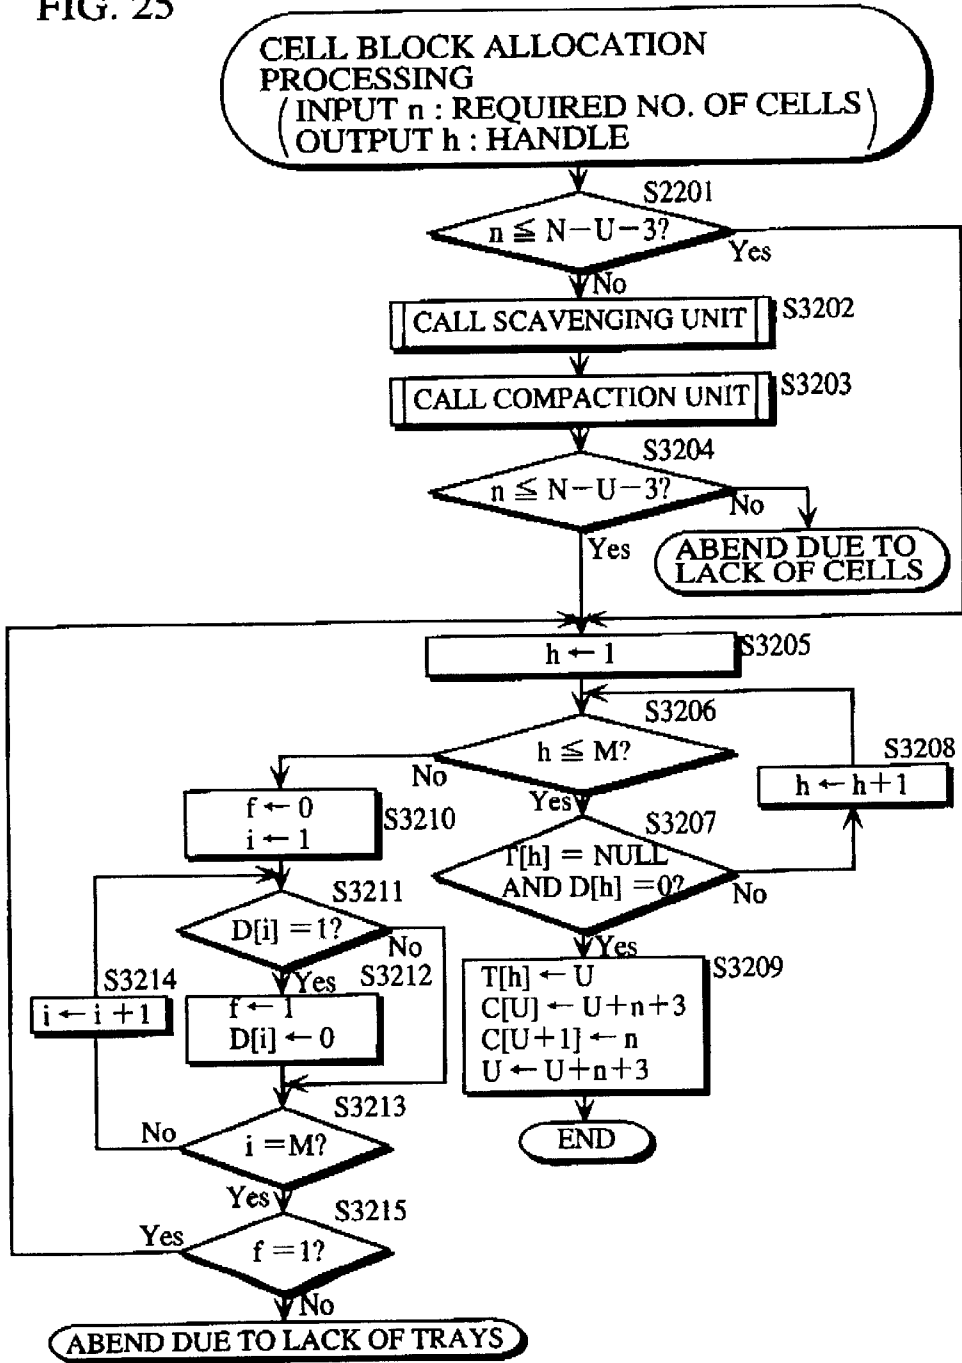 FIG. 25
CELL BLOCK ALLOCATION
PROCESSING
(INPUT n : REQUIRED NO. OF CELLS
OUTPUT h : HANDLE)
S2201
n ≦ N−U−3?
Yes
No
CALL SCAVENGING UNIT
S3202
CALL COMPACTION UNIT
S3203
S3204
n ≦ N−U−3?
No
Yes
ABEND DUE TO
LACK OF CELLS
h ← 1
S3205
S3206
h ≦ M?
No
Yes
S3208
h ← h+1
f ← 0
i ← 1
S3210
S3207
T[h] = NULL
AND D[h] =0?
No
Yes
S3211
D[i] =1?
No
Yes
S3212
f ← 1
D[i] ← 0
S3214
i ← i +1
T[h] ← U
C[U] ← U+n+3
C[U+1] ← n
U ← U+n+3
S3209
END
S3213
i =M?
No
Yes
S3215
f =1?
Yes
No
ABEND DUE TO LACK OF TRAYS